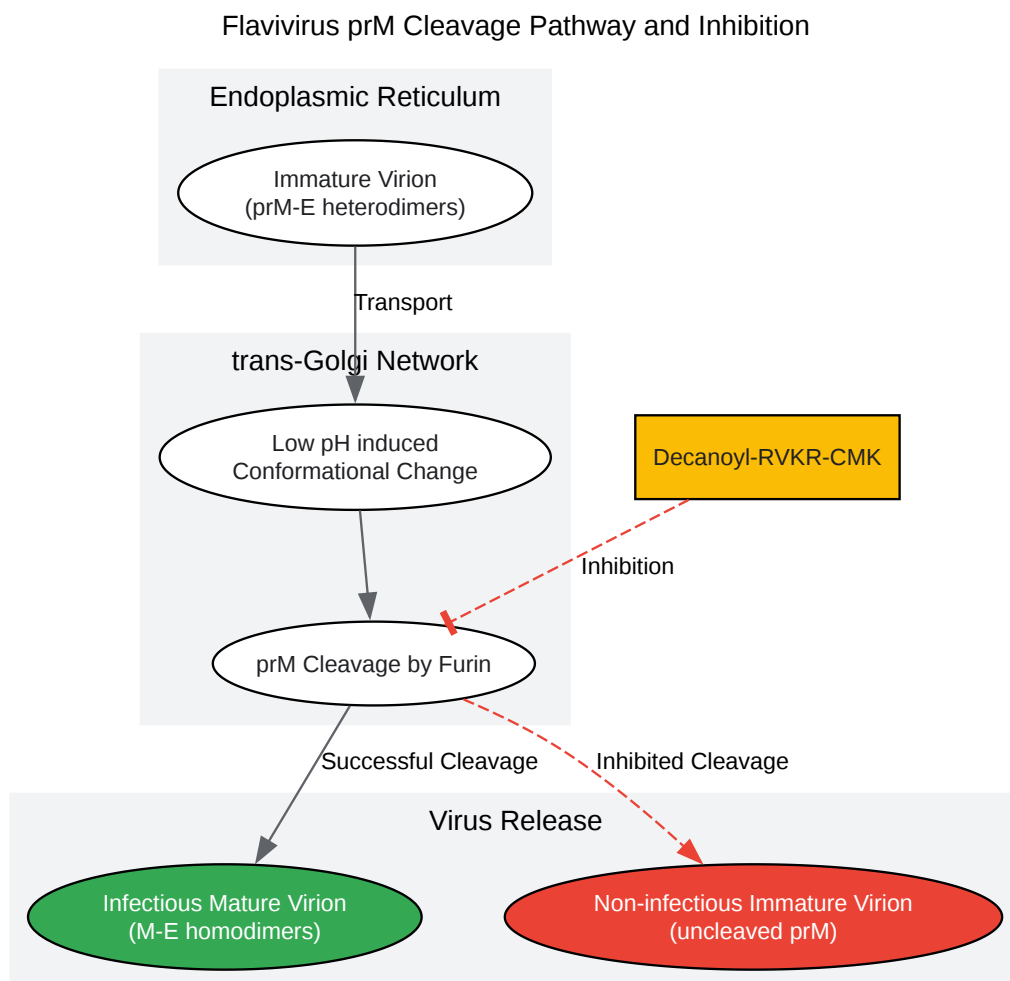 Flavivirus prM Cleavage Pathway and Inhibition
Endoplasmic Reticulum
Immature Virion
(prM-E heterodimers)
Transport
trans-Golgi Network
Low pH induced
Conformational Change
Decanoyl-RVKR-CMK
Inhibition
prM Cleavage by Furin
Successful Cleavage
Inhibited Cleavage
Virus Release
Infectious Mature Virion
(M-E homodimers)
Non-infectious Immature Virion
(uncleaved prM)